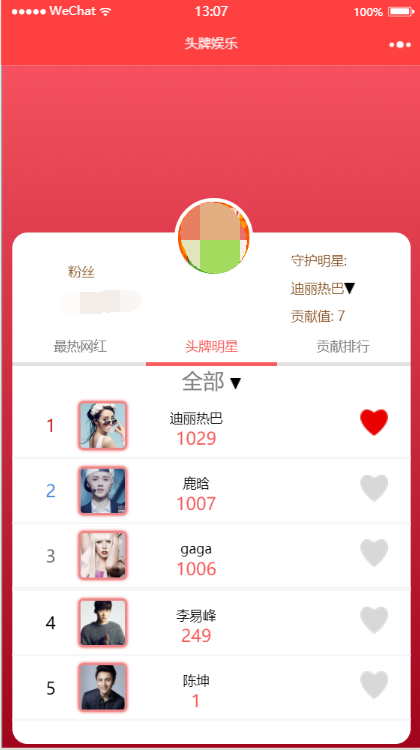 WeChat 13:07 100%
头牌娱乐
粉丝
守护明星:
迪丽热巴▼
贡献值: 7
最热网红 头牌明星 贡献排行
全部 ▼
1 迪丽热巴
1029
2 鹿晗
1007
3 gaga
1006
4 李易峰
249
5 陈坤
1